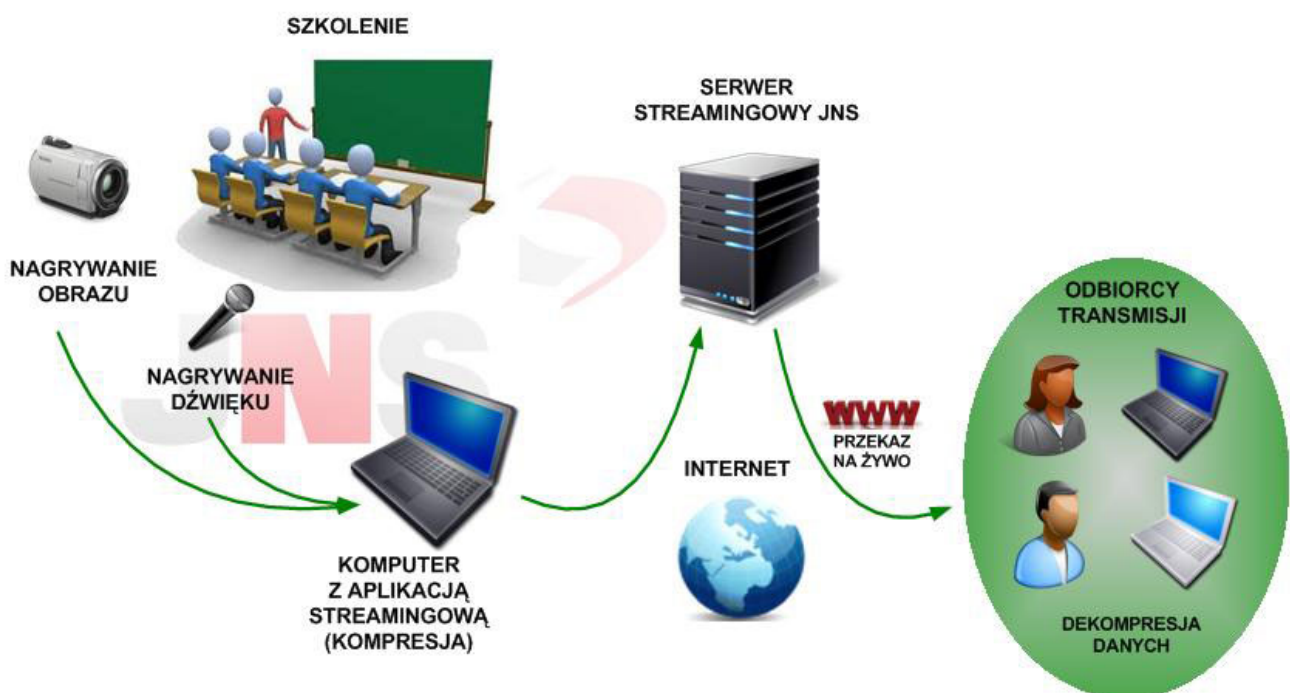 SZKOLENIE
SERWER
STREAMINGOWY JNS
NAGRYWANIE
OBRAZU
ODBIORCY
TRANSMISJI
NAGRYWANIE
DŹWIĘKU
JNS
WWW
PRZEKAZ
NA ŻYWO
INTERNET
KOMPUTER
Z APLIKACJĄ
STREAMINGOWĄ
(KOMPRESJA)
DEKOMPRESJA
DANYCH